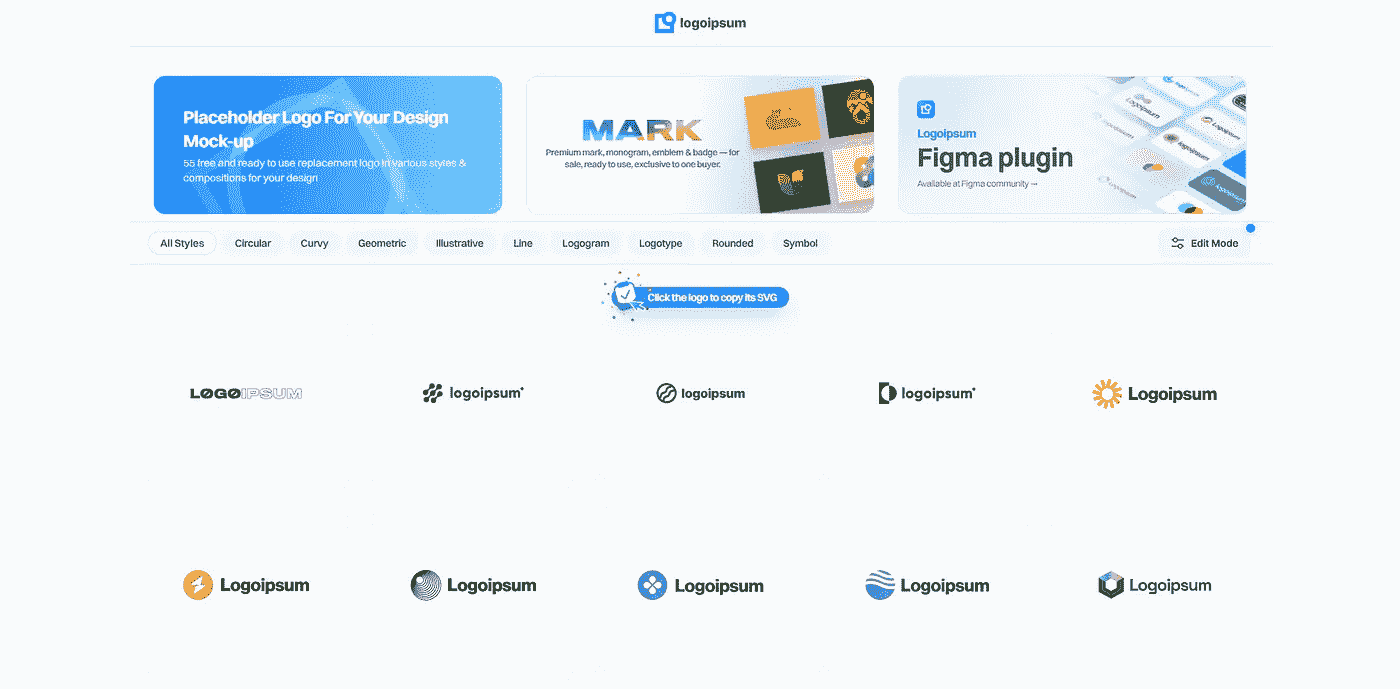 logoipsum
Placeholder Logo For Your Design
Mock-up
55 free and ready to use replacement logo in various styles &
compositions for your design
MARK
Premium mark, monogram, emblem & badge — for
sale, ready to use, exclusive to one buyer.
Logoipsum
Figma plugin
Available at Figma community →
All Styles
Circular
Curvy
Geometric
Illustrative
Line
Logogram
Logotype
Rounded
Symbol
Edit Mode
Click the logo to copy its SVG
LOGOIPSUM
logoipsum
logoipsum
logoipsum
Logoipsum
Logoipsum
Logoipsum
Logoipsum
Logoipsum
Logoipsum